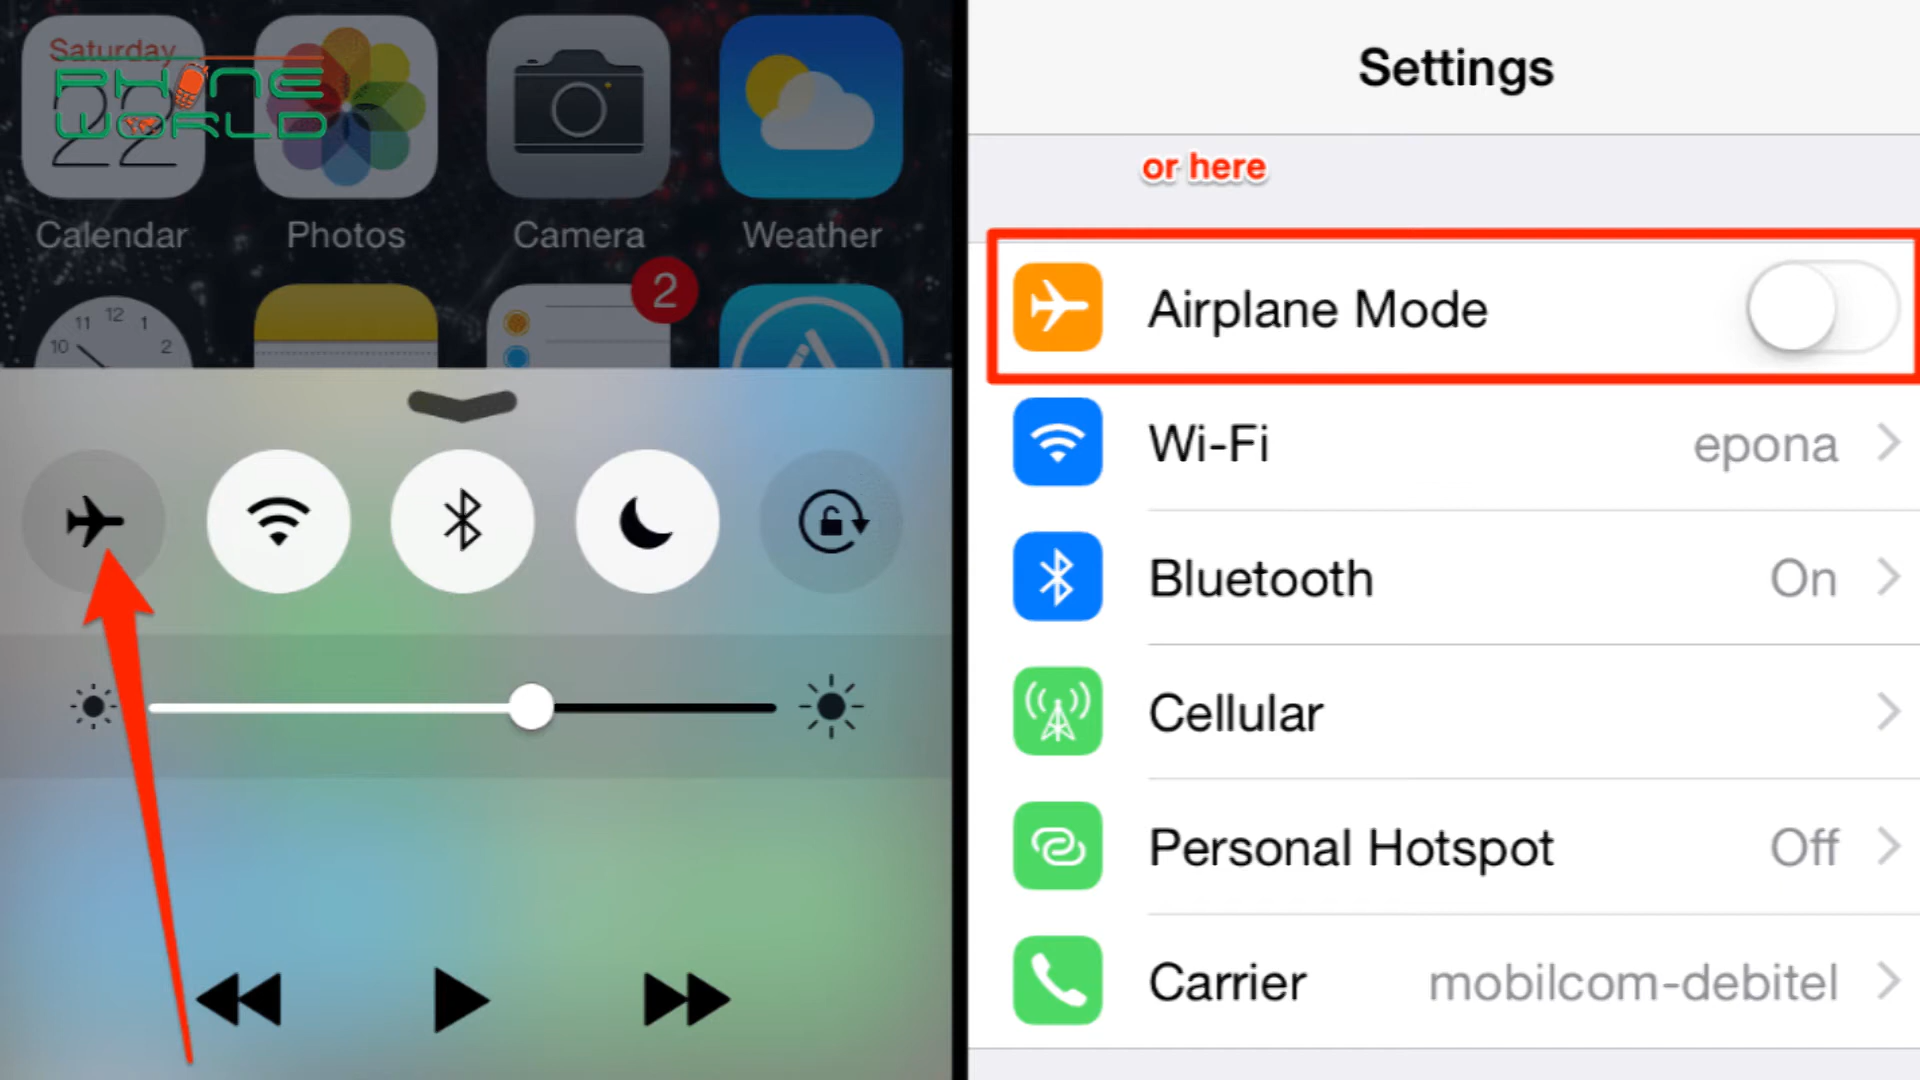 Saturday
22
PHONE
WORLD
Calendar
Photos
Camera
Weather
11 12 1
10 2
2
Settings
or here
Airplane Mode
Wi-Fi epona
Bluetooth On
Cellular
Personal Hotspot Off
Carrier mobilcom-debitel